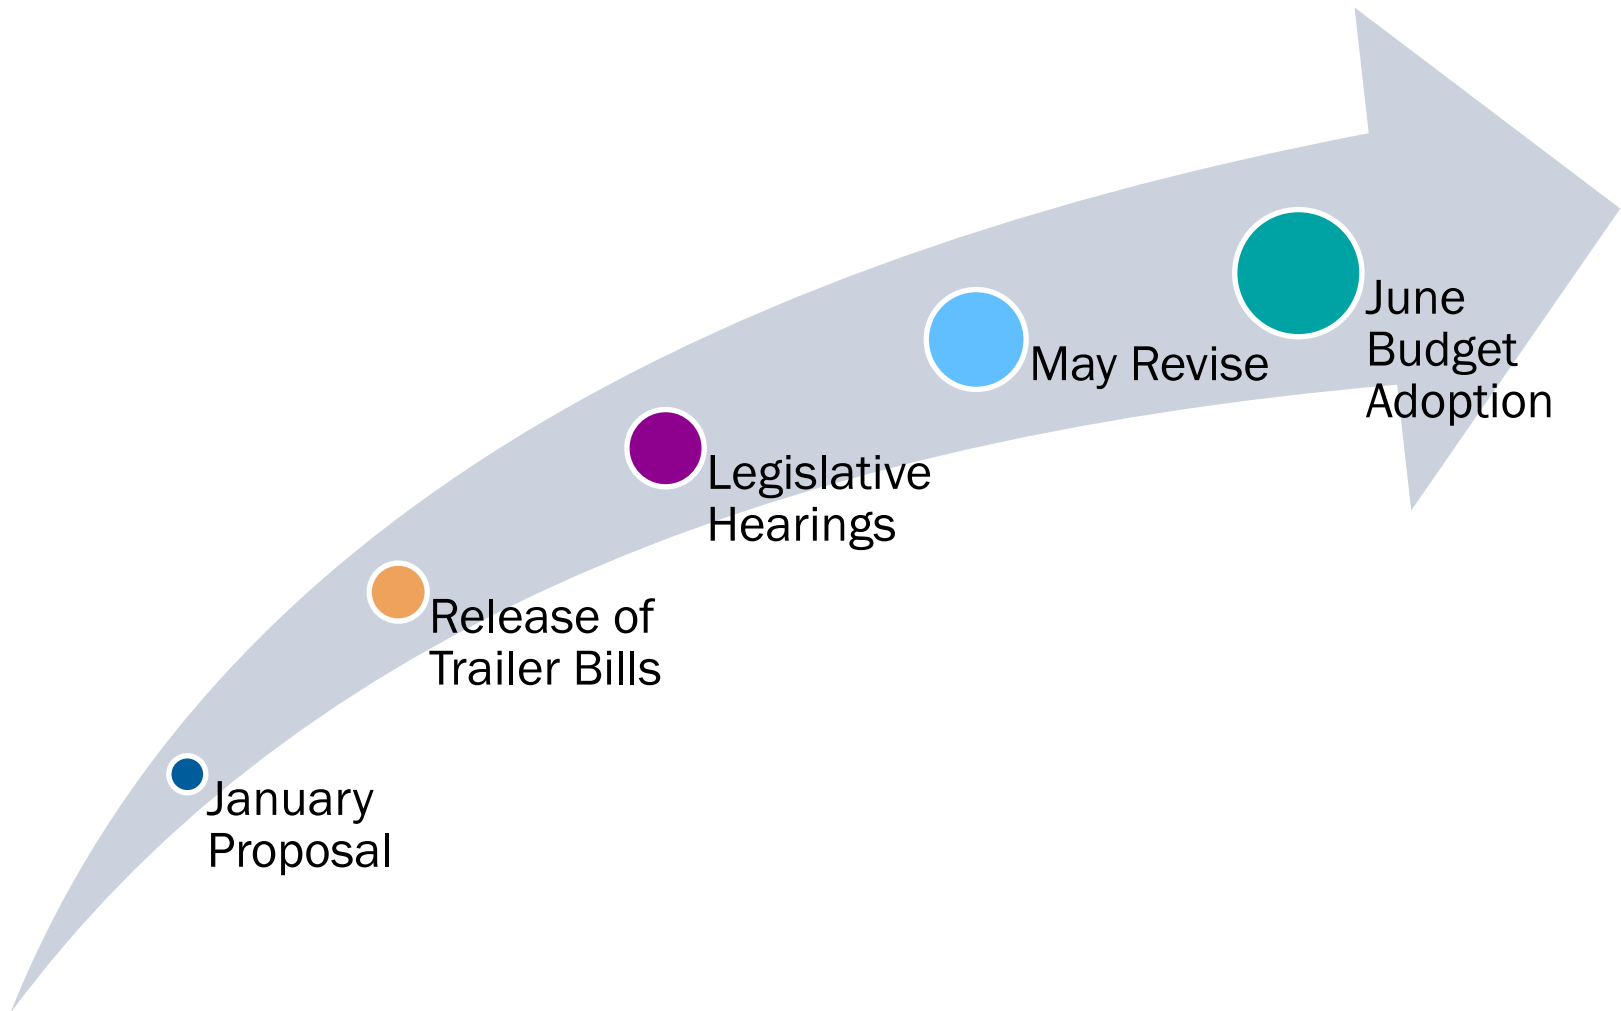 January
Proposal
Release of
Trailer Bills
Legislative
Hearings
May Revise
June
Budget
Adoption